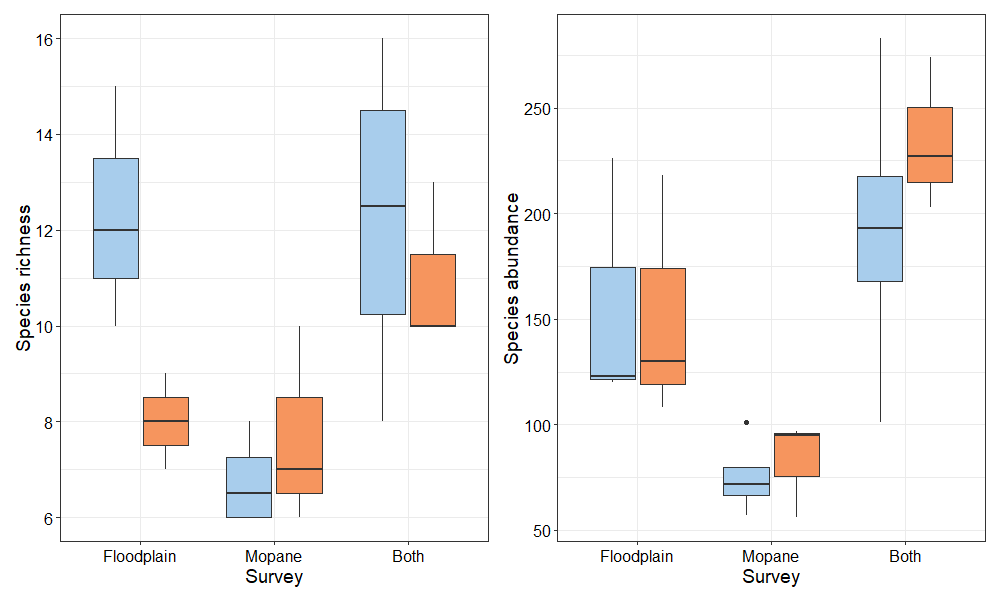 Species richness
16
14
12
10
8
6
Floodplain Mopane Both
Survey
Species abundance
250
200
150
100
50
Floodplain Mopane Both
Survey